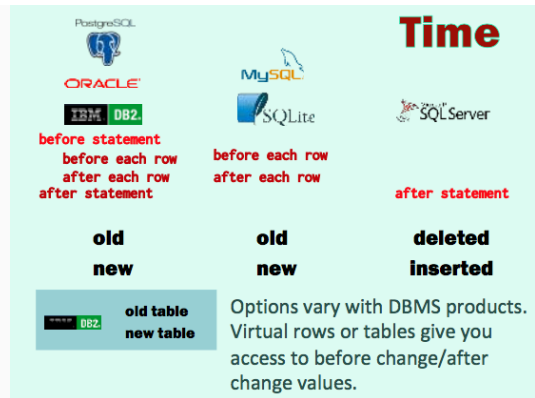 Time
PostgreSQL
ORACLE
IBM DB2.
before statement
before each row
after each row
after statement
MySQL
SQLite
before each row
after each row
SQL Server
after statement
old
new
old
new
deleted
inserted
DB2.
old table
new table
Options vary with DBMS products.
Virtual rows or tables give you
access to before change/after
change values.